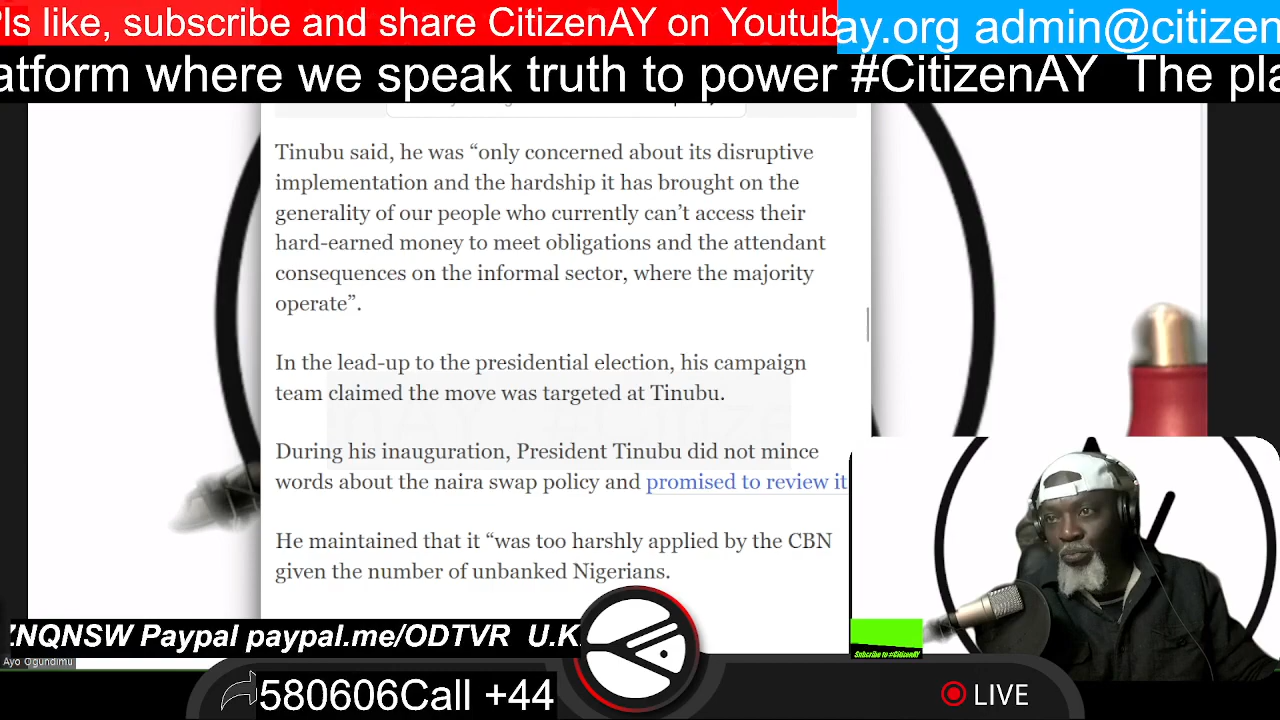 ls like, subscribe and share CitizenAY on Youtub
ay.org admin@citizen
atform where we speak truth to power #CitizenAY The pla
Tinubu said, he was “only concerned about its disruptive
implementation and the hardship it has brought on the
generality of our people who currently can’t access their
hard-earned money to meet obligations and the attendant
consequences on the informal sector, where the majority
operate”.
In the lead-up to the presidential election, his campaign
team claimed the move was targeted at Tinubu.
During his inauguration, President Tinubu did not mince
words about the naira swap policy and promised to review it
He maintained that it “was too harshly applied by the CBN
given the number of unbanked Nigerians.
ZNQNSW Paypal paypal.me/ODTVR U.K
Subscribe to #CitizenAY
Ayo Ogundimu
580606Call +44
LIVE